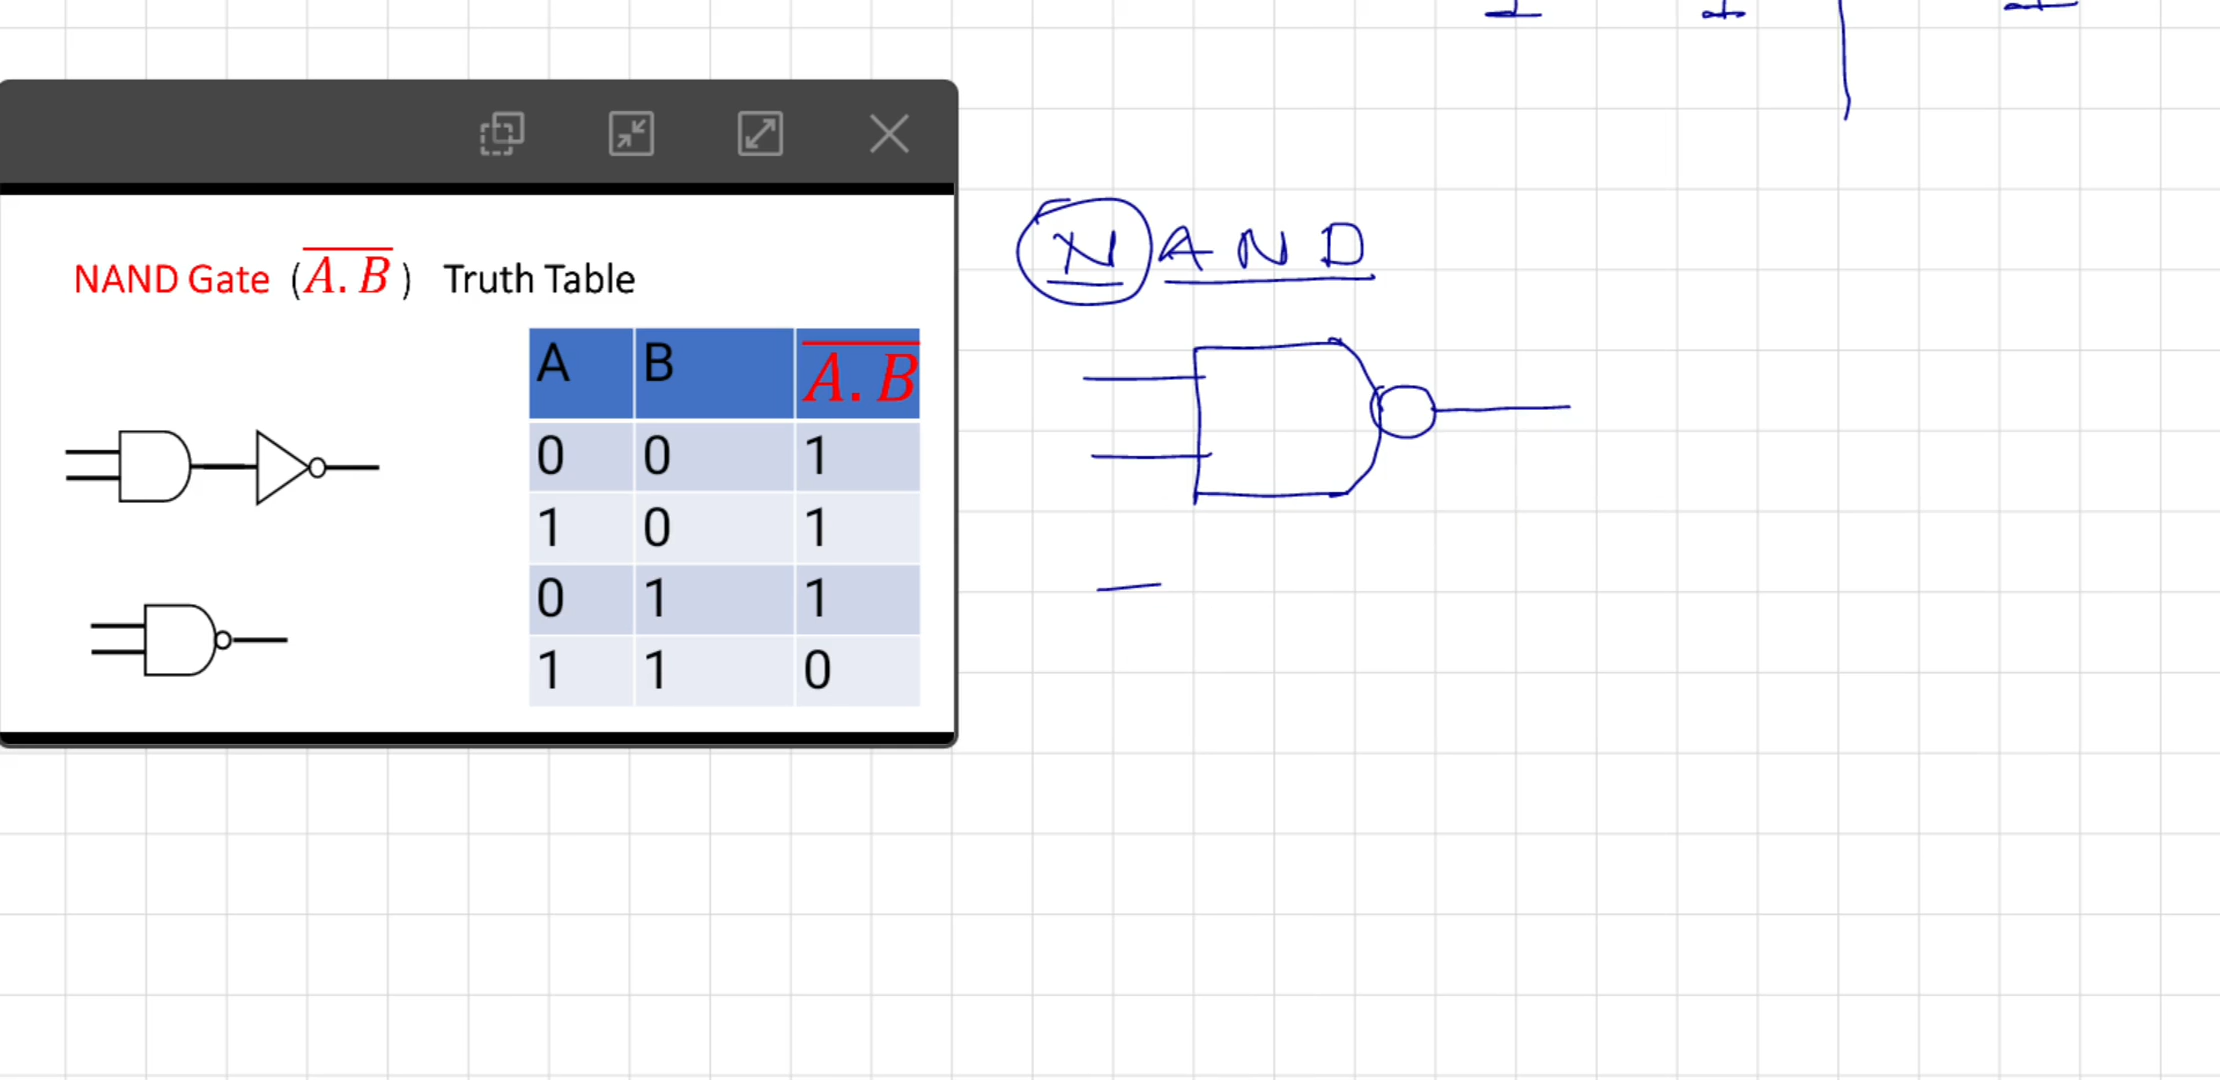 NAND Gate (A. B) Truth Table
A B A. B
0 0 1
1 0 1
0 1 1
1 1 0
NAND